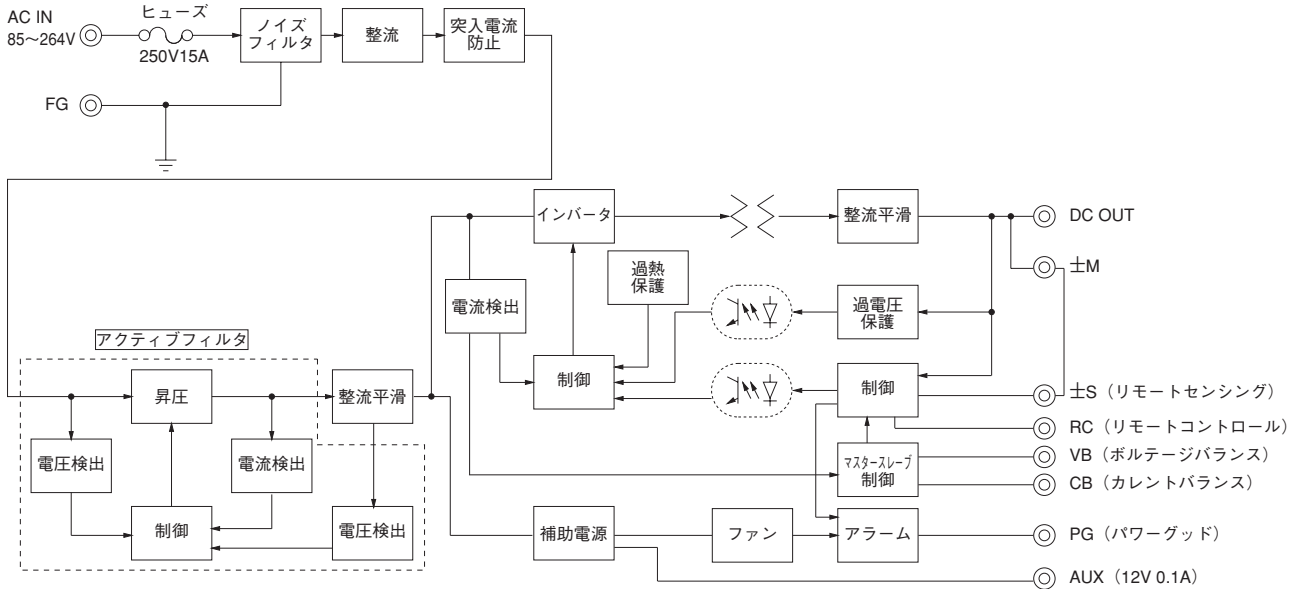 AC IN
85〜264V
ヒューズ
250V15A
ノイズ
フィルタ
整流
突入電流
防止
FG
インバータ
整流平滑
DC OUT
士M
過熱
保護
電流検出
過電圧
保護
アクティブフィルタ
昇圧
整流平滑
制御
制御
士S（リモートセンシング）
RC（リモートコントロール）
電圧検出
電流検出
マスタースレーブ
制御
VB（ボルテージバランス）
CB（カレントバランス）
制御
電圧検出
補助電源
ファン
アラーム
PG（パワーグッド）
AUX（12V 0.1A）